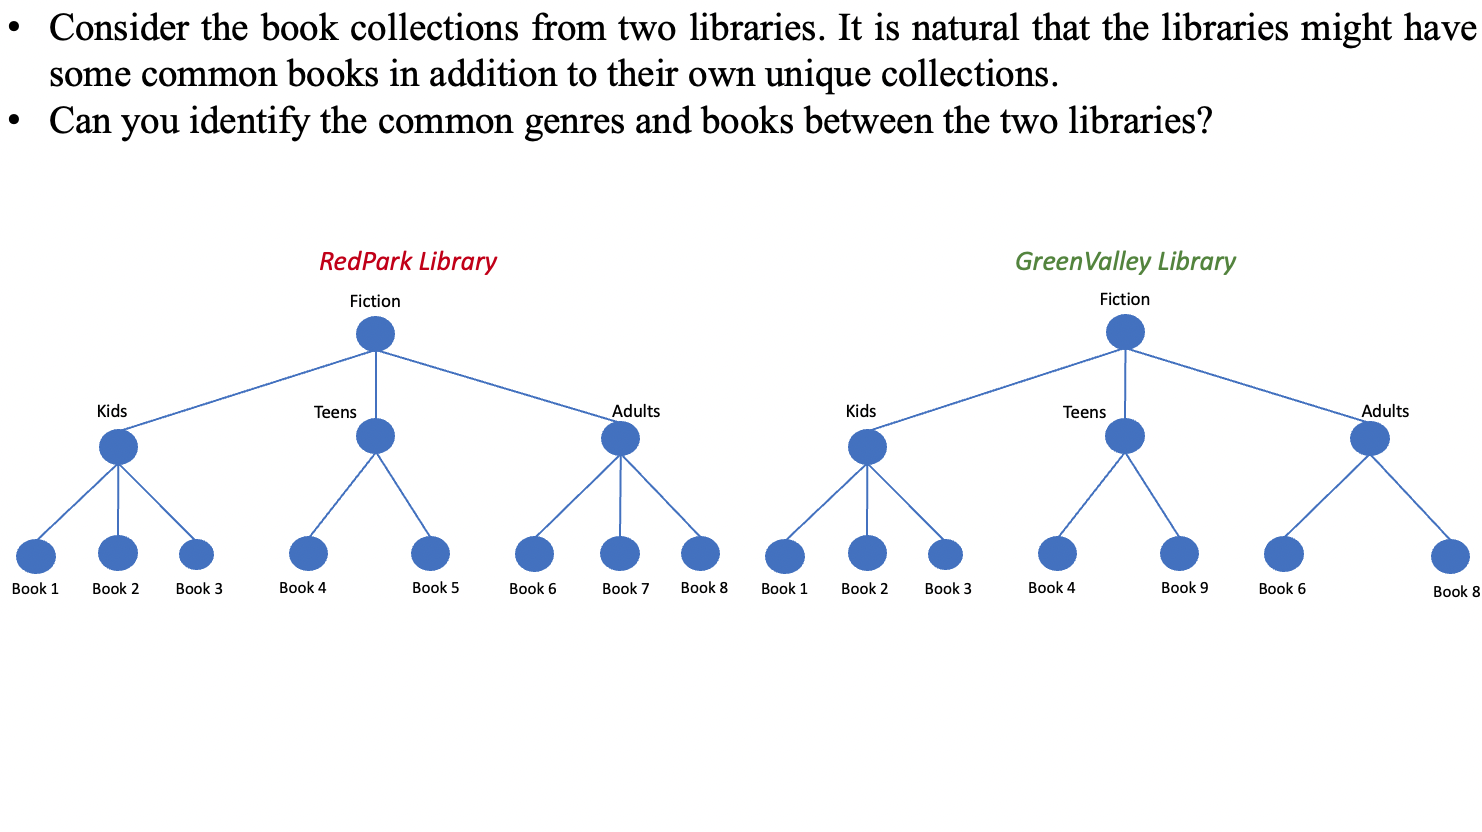 • Consider the book collections from two libraries. It is natural that the libraries might have
some common books in addition to their own unique collections.
• Can you identify the common genres and books between the two libraries?
RedPark Library
Fiction
Kids
Teens
Adults
Book 1
Book 2
Book 3
Book 4
Book 5
Book 6
Book 7
Book 8
GreenValley Library
Fiction
Kids
Teens
Adults
Book 1
Book 2
Book 3
Book 4
Book 9
Book 6
Book 8